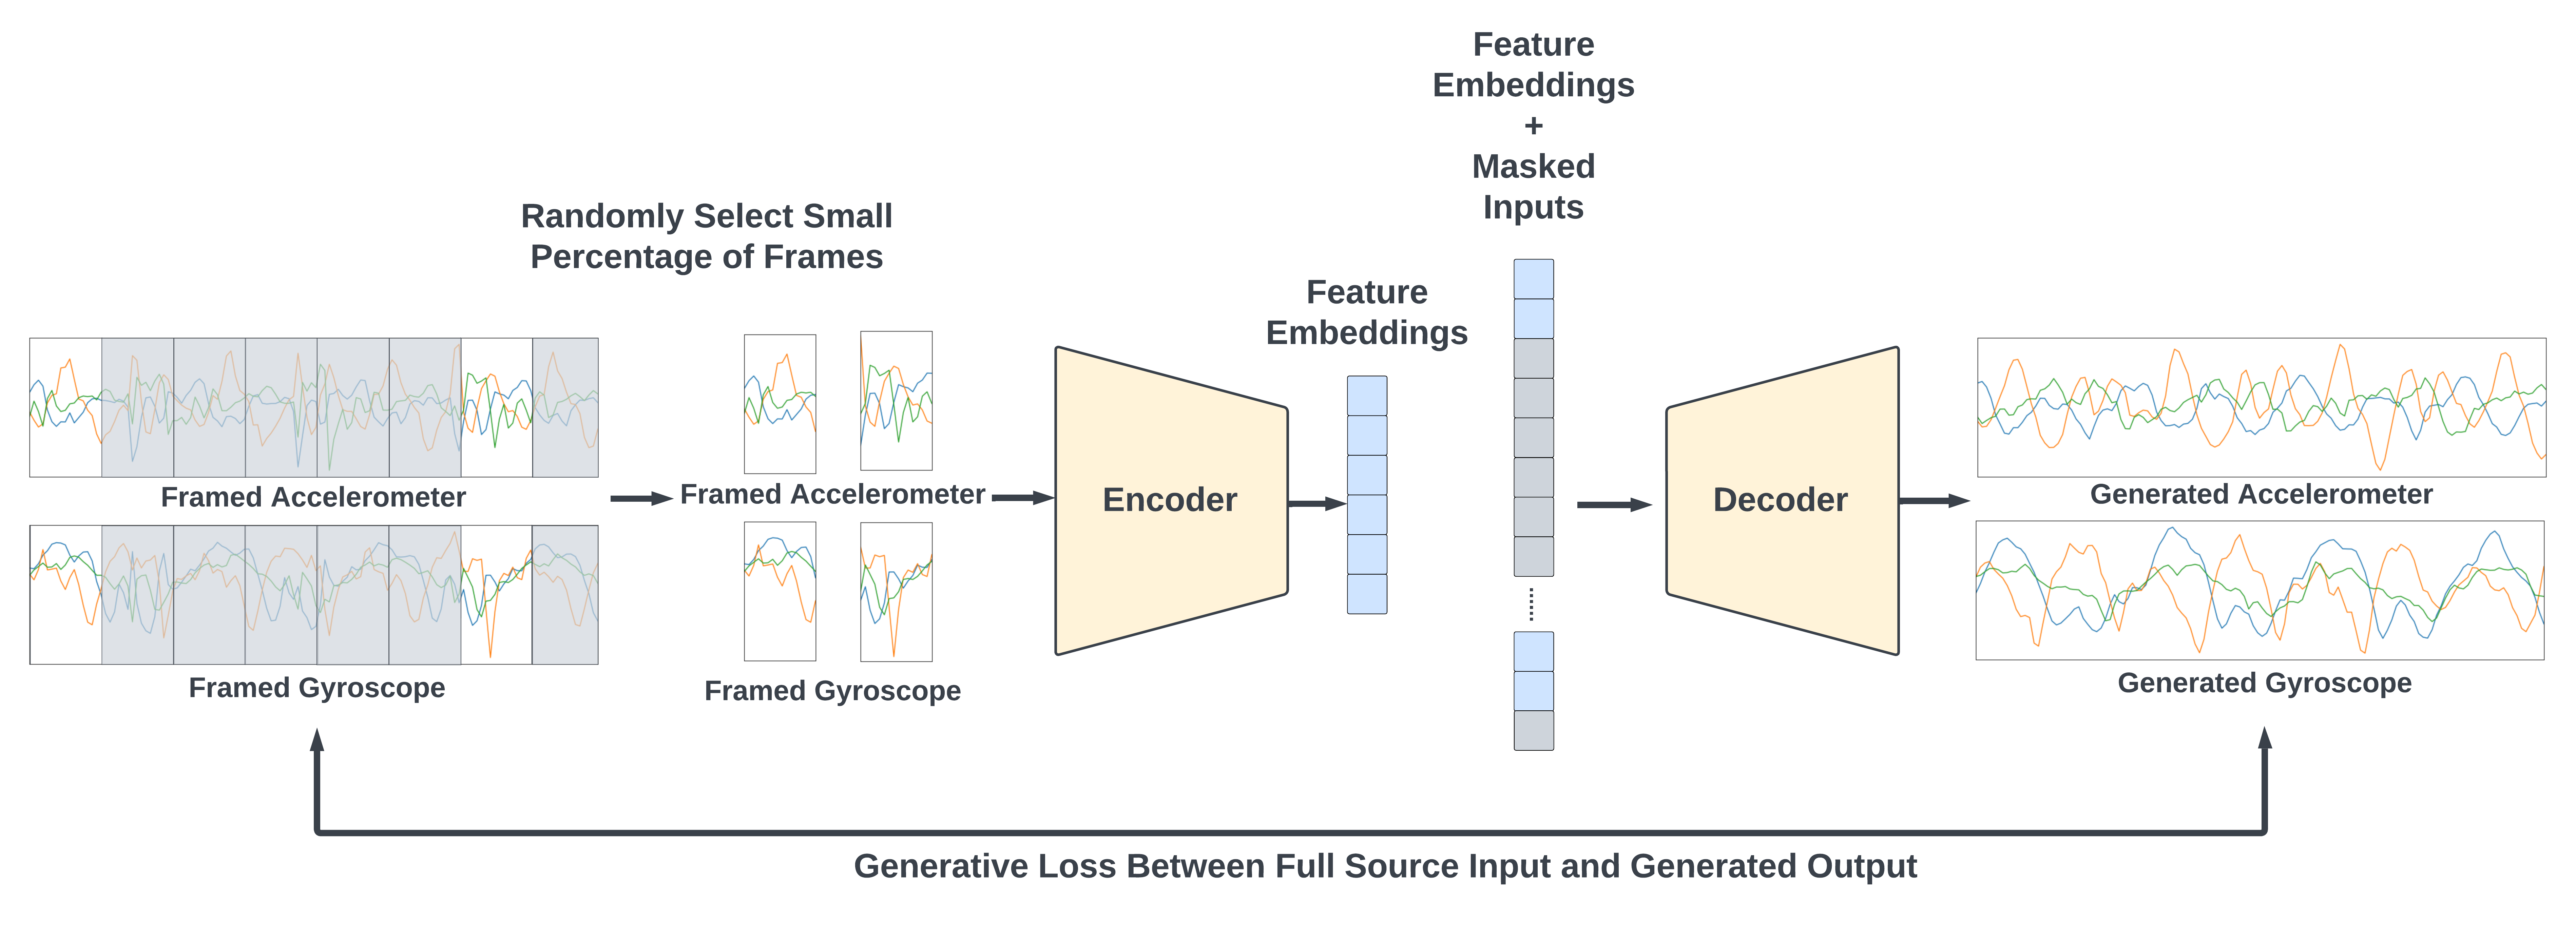 Feature
Embeddings
+
Masked
Inputs
Randomly Select Small
Percentage of Frames
Feature
Embeddings
Framed Accelerometer
Framed Accelerometer
Encoder
Decoder
Generated Accelerometer
Framed Gyroscope
Framed Gyroscope
Generated Gyroscope
Generative Loss Between Full Source Input and Generated Output